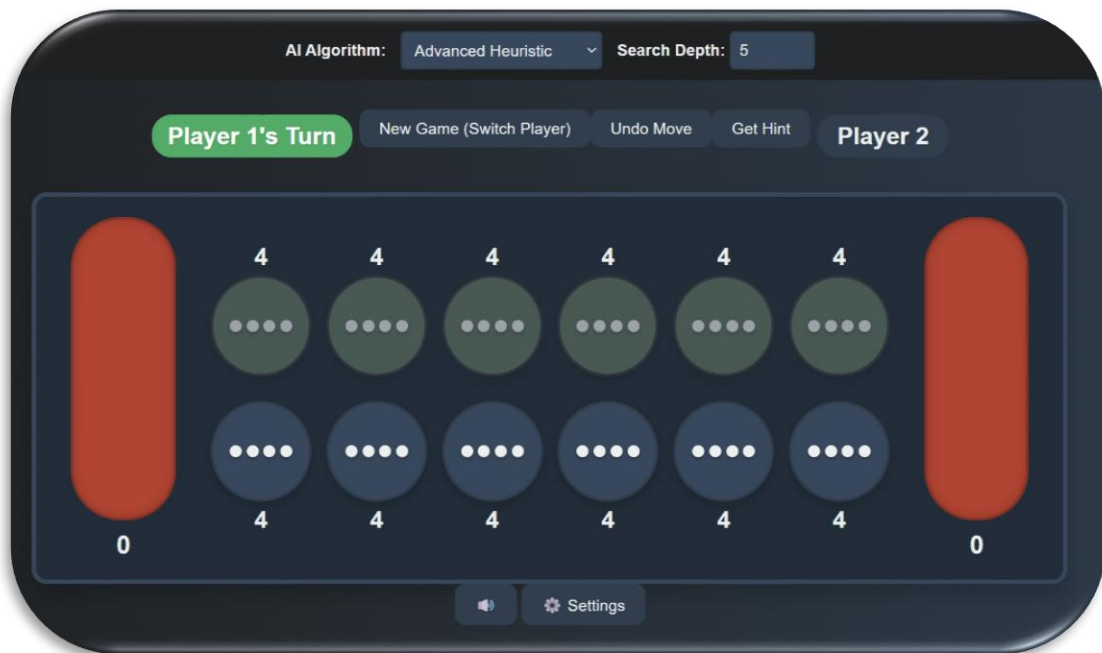 AI Algorithm: Advanced Heuristic Search Depth: 5
Player 1's Turn New Game (Switch Player) Undo Move Get Hint Player 2
4 4 4 4 4 4
4 4 4 4 4 4
0 0
Settings